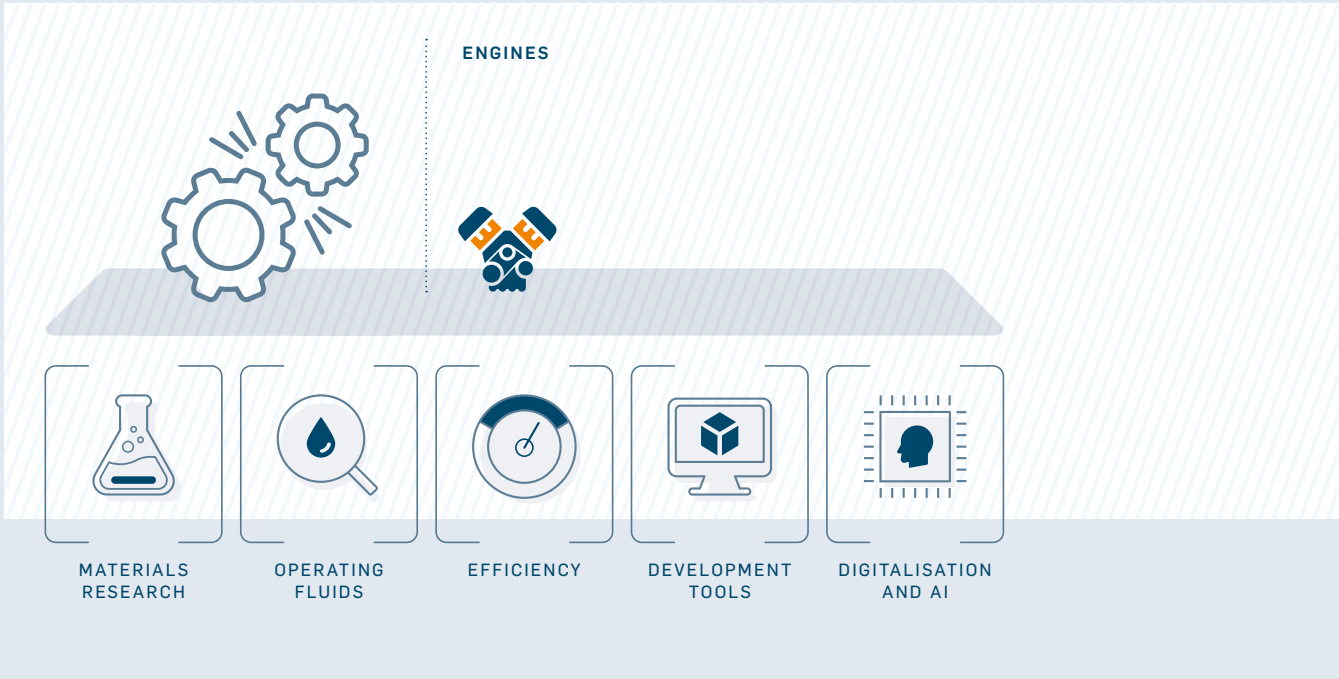 ENGINES
MATERIALS
RESEARCH
OPERATING
FLUIDS
EFFICIENCY
DEVELOPMENT
TOOLS
DIGITALISATION
AND AI